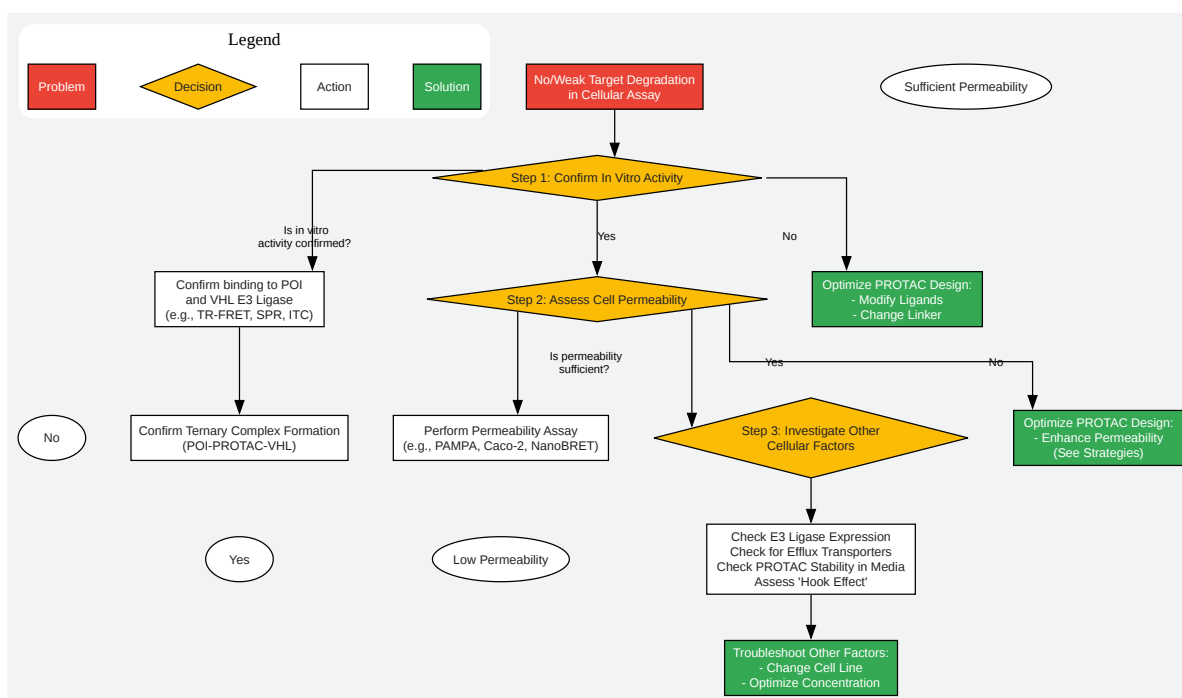 Legend
Problem
Decision
Action
Solution
No/Weak Target Degradation
in Cellular Assay
Sufficient Permeability
Step 1: Confirm In Vitro Activity
Is in vitro
activity confirmed?
Yes
No
Confirm binding to POI
and VHL E3 Ligase
(e.g., TR-FRET, SPR, ITC)
Step 2: Assess Cell Permeability
Optimize PROTAC Design:
- Modify Ligands
- Change Linker
Is permeability
sufficient?
Yes
No
No
Confirm Ternary Complex Formation
(POI-PROTAC-VHL)
Perform Permeability Assay
(e.g., PAMPA, Caco-2, NanoBRET)
Step 3: Investigate Other
Cellular Factors
Optimize PROTAC Design:
- Enhance Permeability
(See Strategies)
Yes
Low Permeability
Check E3 Ligase Expression
Check for Efflux Transporters
Check PROTAC Stability in Media
Assess 'Hook Effect'
Troubleshoot Other Factors:
- Change Cell Line
- Optimize Concentration